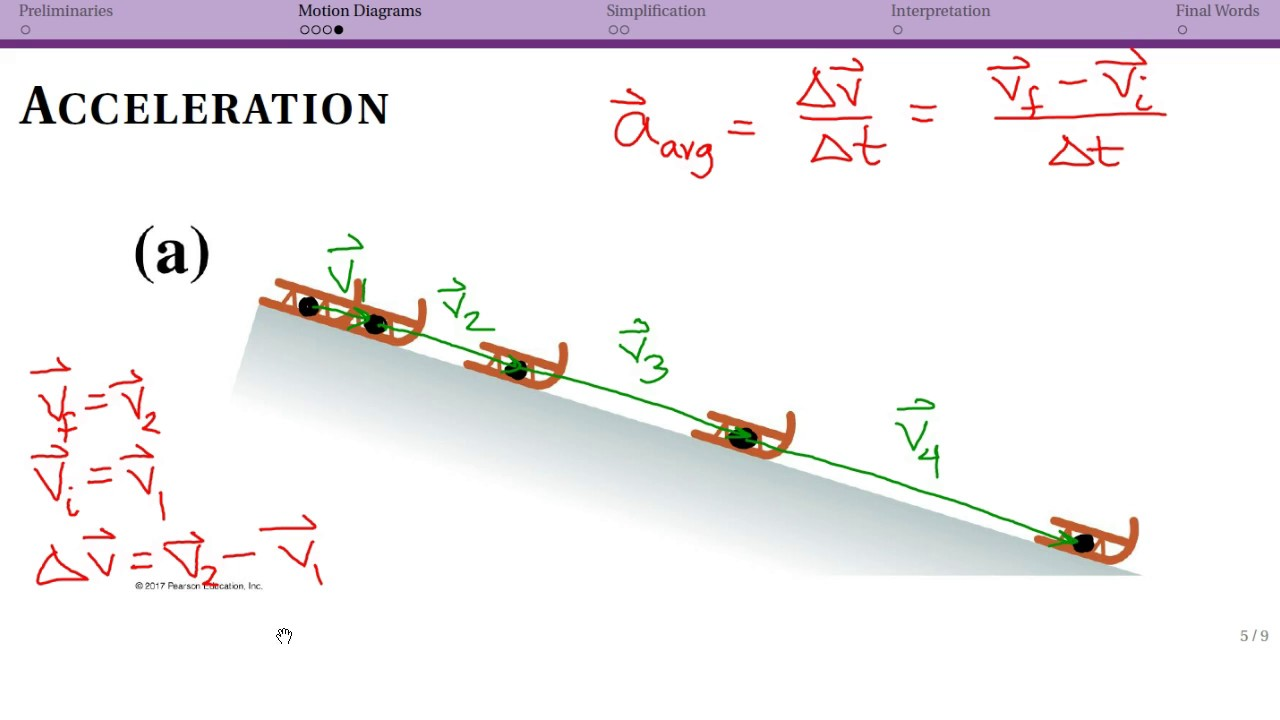 Preliminaries Motion Diagrams Simplification Interpretation Final Words
ACCELERATION
a⃗avg = Δv⃗/Δt = (v⃗f − v⃗i)/Δt
(a)
v⃗1
v⃗2
v⃗3
v⃗4
v⃗f = v⃗2
v⃗i = v⃗1
Δv⃗ = v⃗2 − v⃗1
© 2017 Pearson Education, Inc.
5 / 9